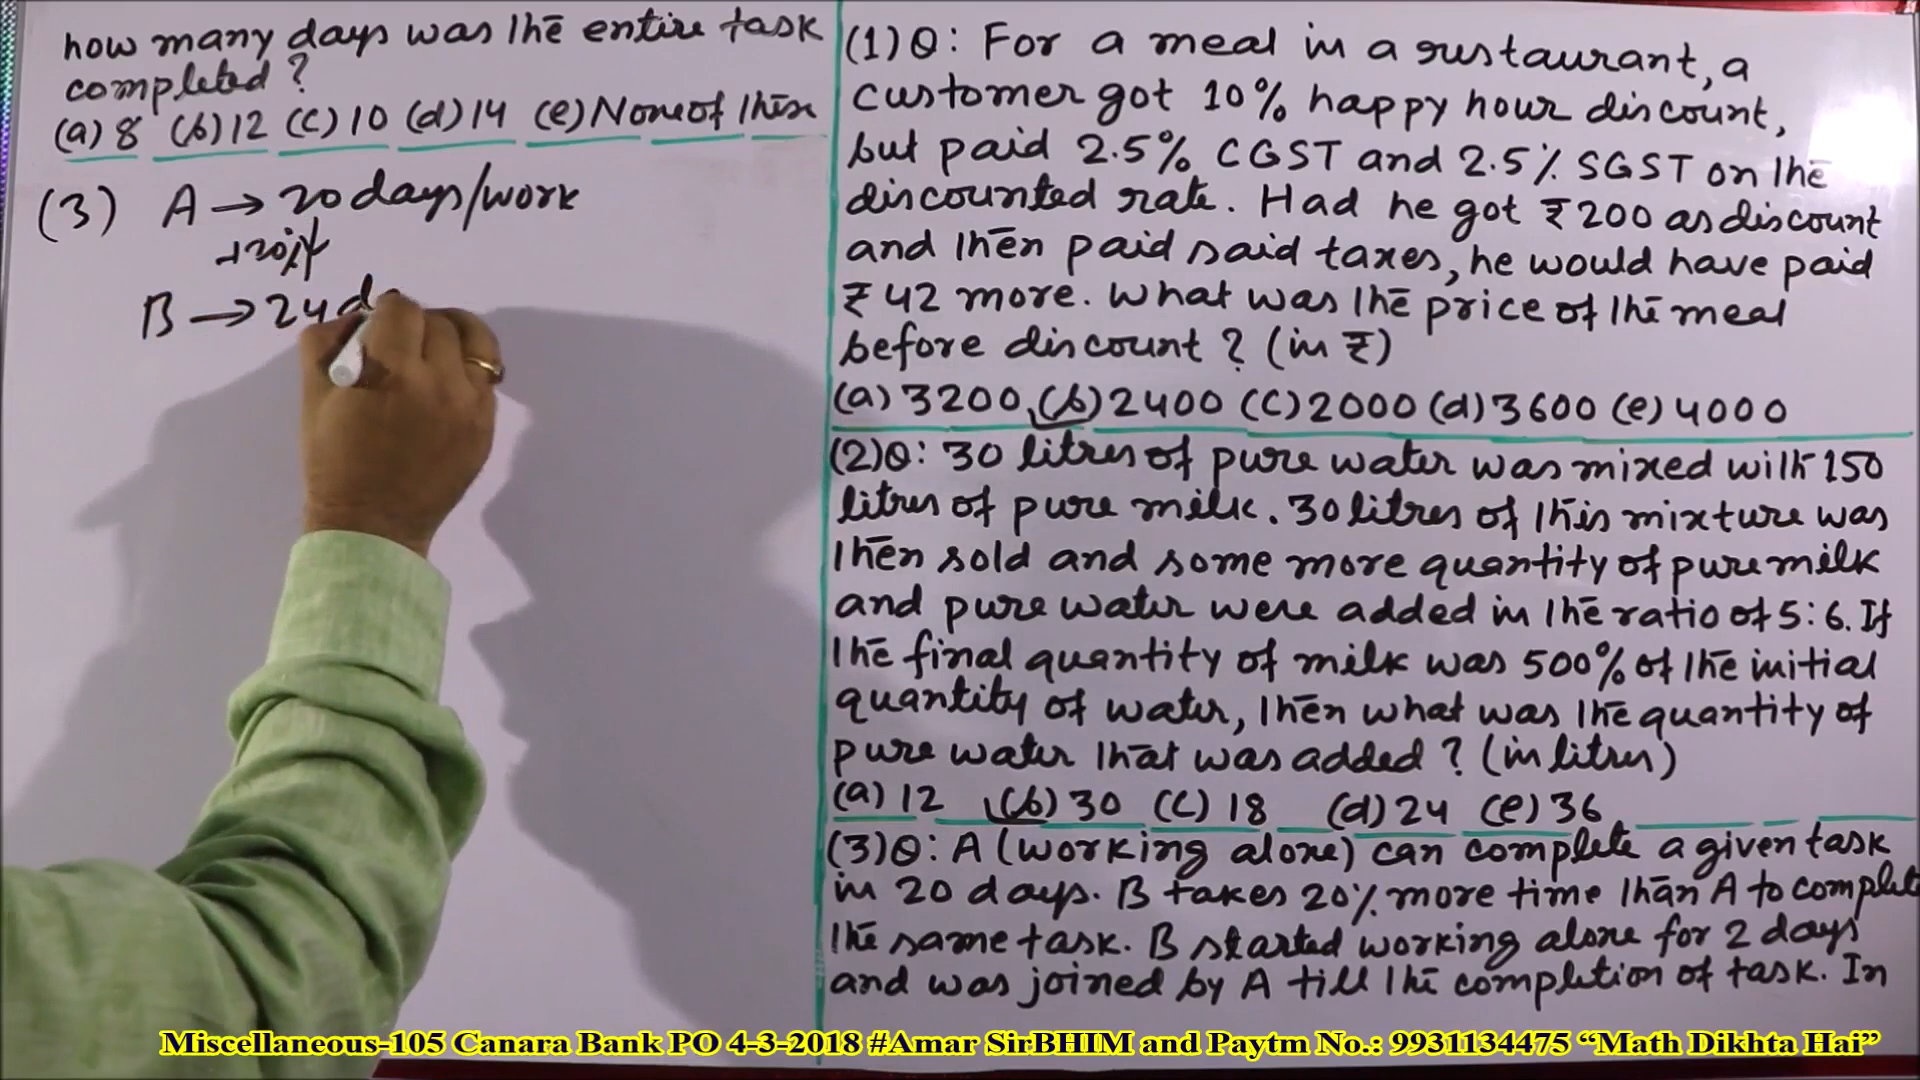 how many days was the entire task
completed?
(a) 8 (b) 12 (c) 10 (d) 14 (e) None of these
(3) A → 20 days/work
+20%
B → 24 d
(1)Q: For a meal in a restaurant, a
customer got 10% happy hour discount,
but paid 2.5% CGST and 2.5% SGST on the
discounted rate. Had he got ₹200 as discount
and then paid said taxes, he would have paid
₹42 more. What was the price of the meal
before discount? (in ₹)
(a) 3200 (b) 2400 (c) 2000 (d) 3600 (e) 4000
(2)Q: 30 litres of pure water was mixed with 150
litres of pure milk. 30 litres of this mixture was
then sold and some more quantity of pure milk
and pure water were added in the ratio of 5:6. If
the final quantity of milk was 500% of the initial
quantity of water, then what was the quantity of
pure water that was added? (in litres)
(a) 12 (b) 30 (c) 18 (d) 24 (e) 36
(3)Q: A (working alone) can complete a given task
in 20 days. B takes 20% more time than A to complete
the same task. B started working alone for 2 days
and was joined by A till the completion of task. In
Miscellaneous-105 Canara Bank PO 4-3-2018 #Amar SirBHIM and Paytm No.: 9931134475 “Math Dikhta Hai”